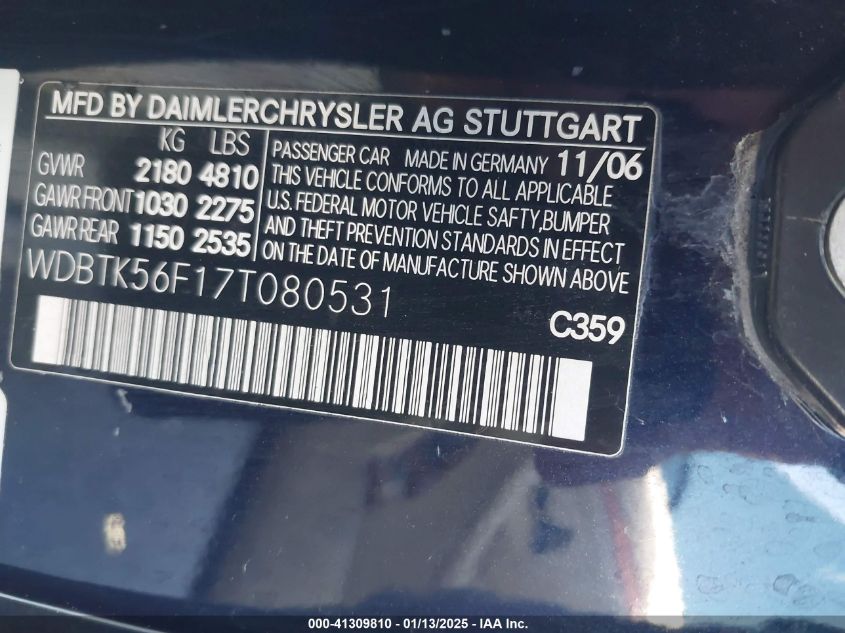 MFD BY DAIMLERCHRYSLER AG STUTTGART
KG LBS
GVWR 2180 4810
GAWR FRONT 1030 2275
GAWR REAR 1150 2535
PASSENGER CAR MADE IN GERMANY 11/06
THIS VEHICLE CONFORMS TO ALL APPLICABLE
U.S. FEDERAL MOTOR VEHICLE SAFTY,BUMPER
AND THEFT PREVENTION STANDARDS IN EFFECT
ON THE DATE OF MANUFACTURE SHOWN ABOVE
WDBTK56F17T080531
C359
000-41309810 - 01/13/2025 - IAA Inc.